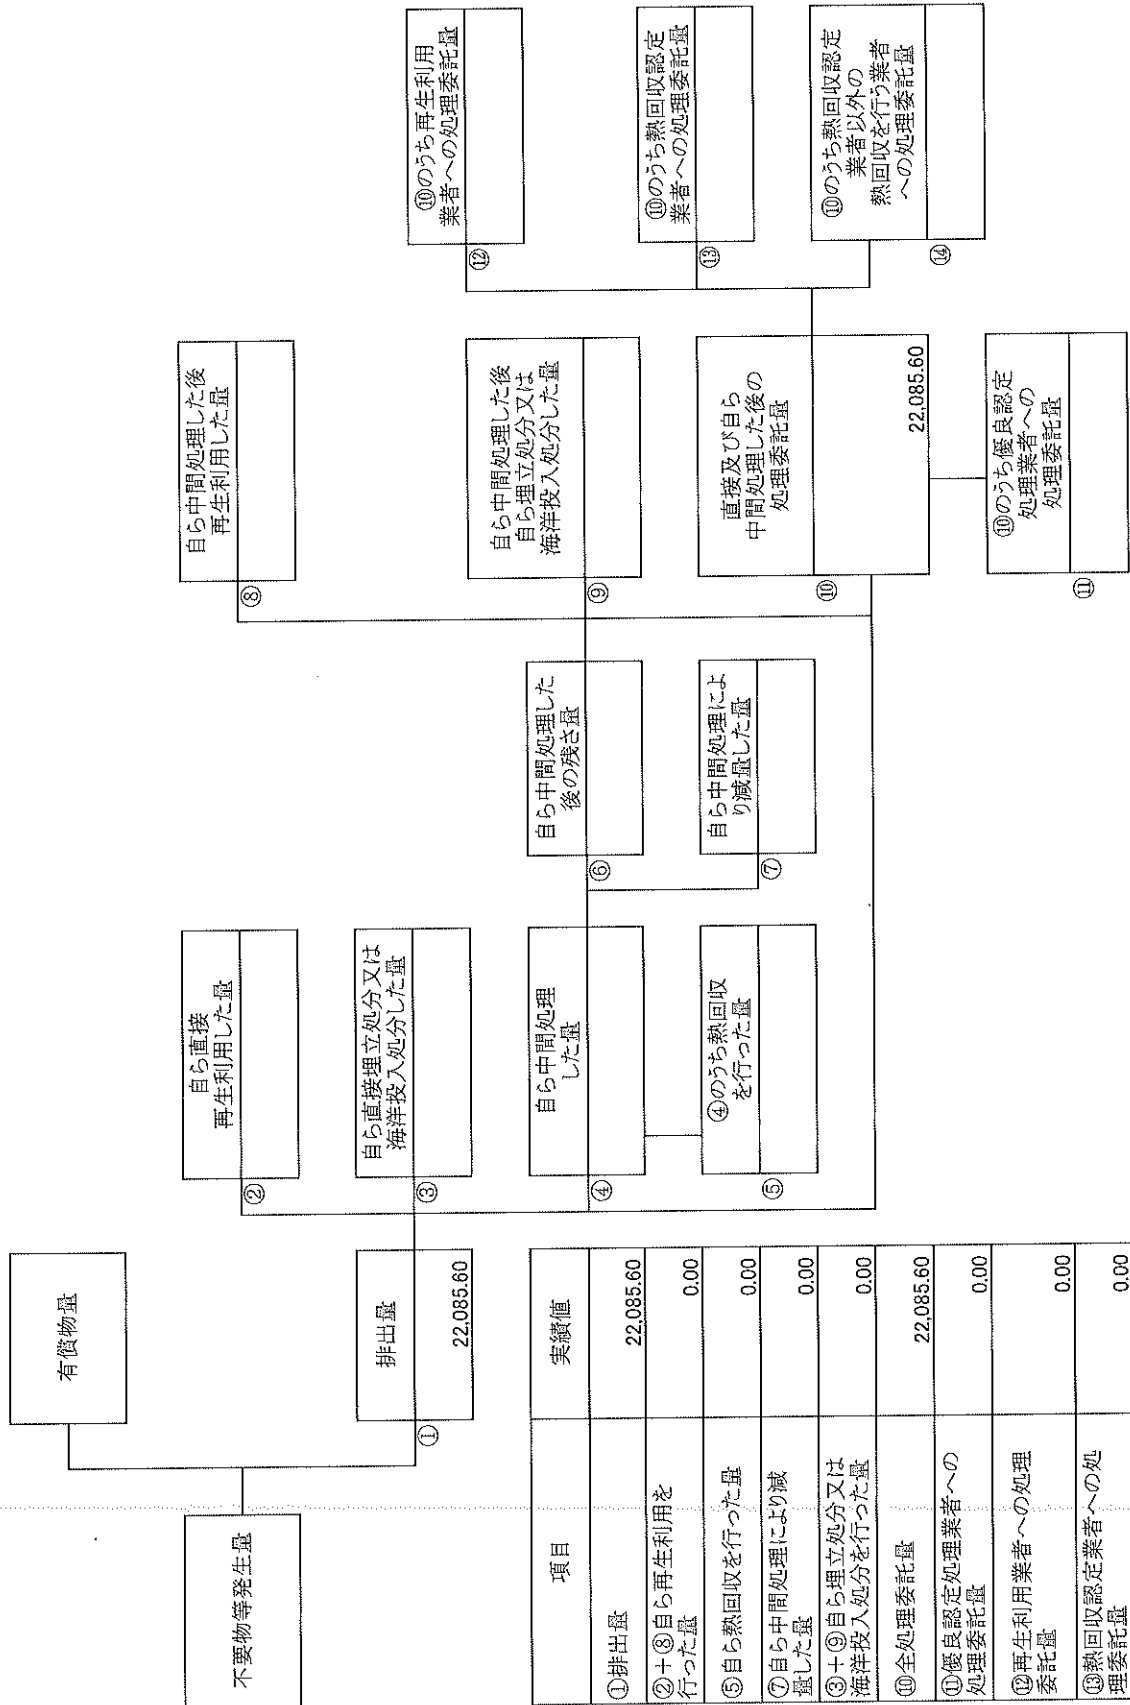 不要物等発生量
有償物量
①
排出量
22,085.60
②
自ら直接
再生利用した量
③
自ら直接埋立処分又は
海洋投入処分した量
④
自ら中間処理
した量
⑤
④のうち熱回収
を行った量
⑥
自ら中間処理した
後の残さ量
⑦
自ら中間処理によ
り減量した量
⑧
自ら中間処理した後
再生利用した量
⑨
自ら中間処理した後
自ら埋立処分又は
海洋投入処分した量
⑩
直接及び自ら
中間処理した後の
処理委託量
22,085.60
⑪
⑩のうち優良認定
処理業者への
処理委託量
⑫
⑩のうち再生利用
業者への処理委託量
⑬
⑩のうち熱回収認定
業者への処理委託量
⑭
⑩のうち熱回収認定
業者以外の
熱回収を行う業者
への処理委託量
項目 実績値
①排出量 22,085.60
②+⑧自ら再生利用を
行った量 0.00
⑤自ら熱回収を行った量 0.00
⑦自ら中間処理により減
量した量 0.00
③+⑨自ら埋立処分又は
海洋投入処分を行った量 0.00
⑩全処理委託量 22,085.60
⑪優良認定処理業者への
処理委託量 0.00
⑫再生利用業者への処理
委託量 0.00
⑬熱回収認定業者への処
理委託量 0.00